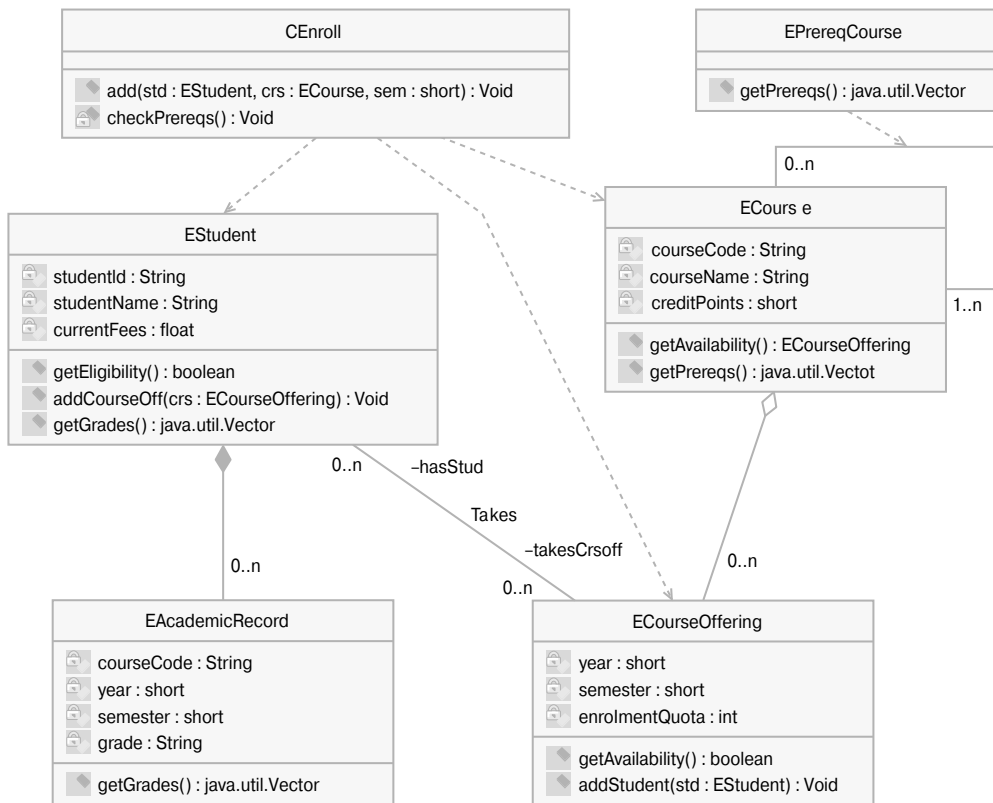 CEnroll
add(std : EStudent, crs : ECourse, sem : short) : Void
checkPrereqs() : Void
EPrereqCourse
getPrereqs() : java.util.Vector
0..n
ECours e
courseCode : String
courseName : String
creditPoints : short
getAvailability() : ECourseOffering
getPrereqs() : java.util.Vectot
1..n
EStudent
studentId : String
studentName : String
currentFees : float
getEligibility() : boolean
addCourseOff(crs : ECourseOffering) : Void
getGrades() : java.util.Vector
0..n
–hasStud
Takes
–takesCrsoff
0..n
0..n
0..n
EAcademicRecord
courseCode : String
year : short
semester : short
grade : String
getGrades() : java.util.Vector
ECourseOffering
year : short
semester : short
enrolmentQuota : int
getAvailability() : boolean
addStudent(std : EStudent) : Void